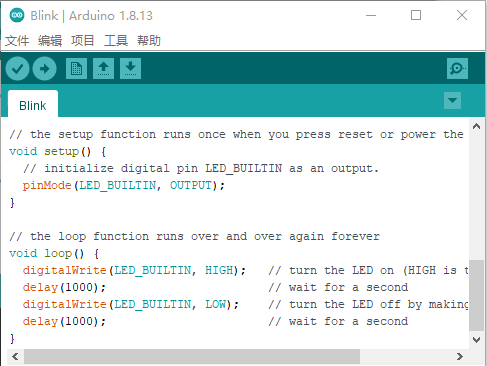 Blink | Arduino 1.8.13
文件 编辑 项目 工具 帮助
Blink
// the setup function runs once when you press reset or power the
void setup() {
  // initialize digital pin LED_BUILTIN as an output.
  pinMode(LED_BUILTIN, OUTPUT);
}

// the loop function runs over and over again forever
void loop() {
  digitalWrite(LED_BUILTIN, HIGH);   // turn the LED on (HIGH is t
  delay(1000);                       // wait for a second
  digitalWrite(LED_BUILTIN, LOW);    // turn the LED off by making
  delay(1000);                       // wait for a second
}